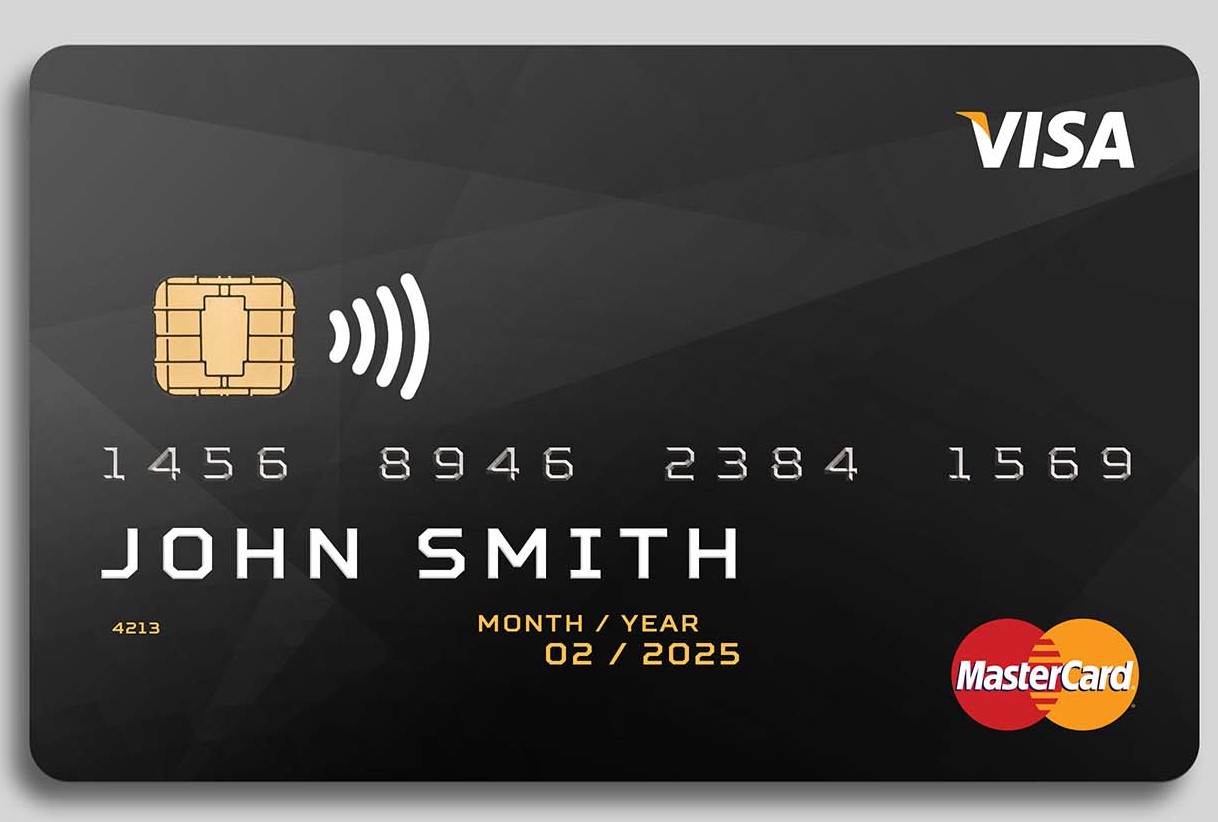 VISA
1456 8946 2384 1569
JOHN SMITH
4213
MONTH / YEAR
02 / 2025
MasterCard